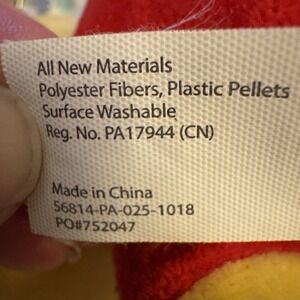 All New Materials
Polyester Fibers, Plastic Pellets
Surface Washable
Reg. No. PA17944 (CN)
Made in China
56814-PA-025-1018
PO#752047